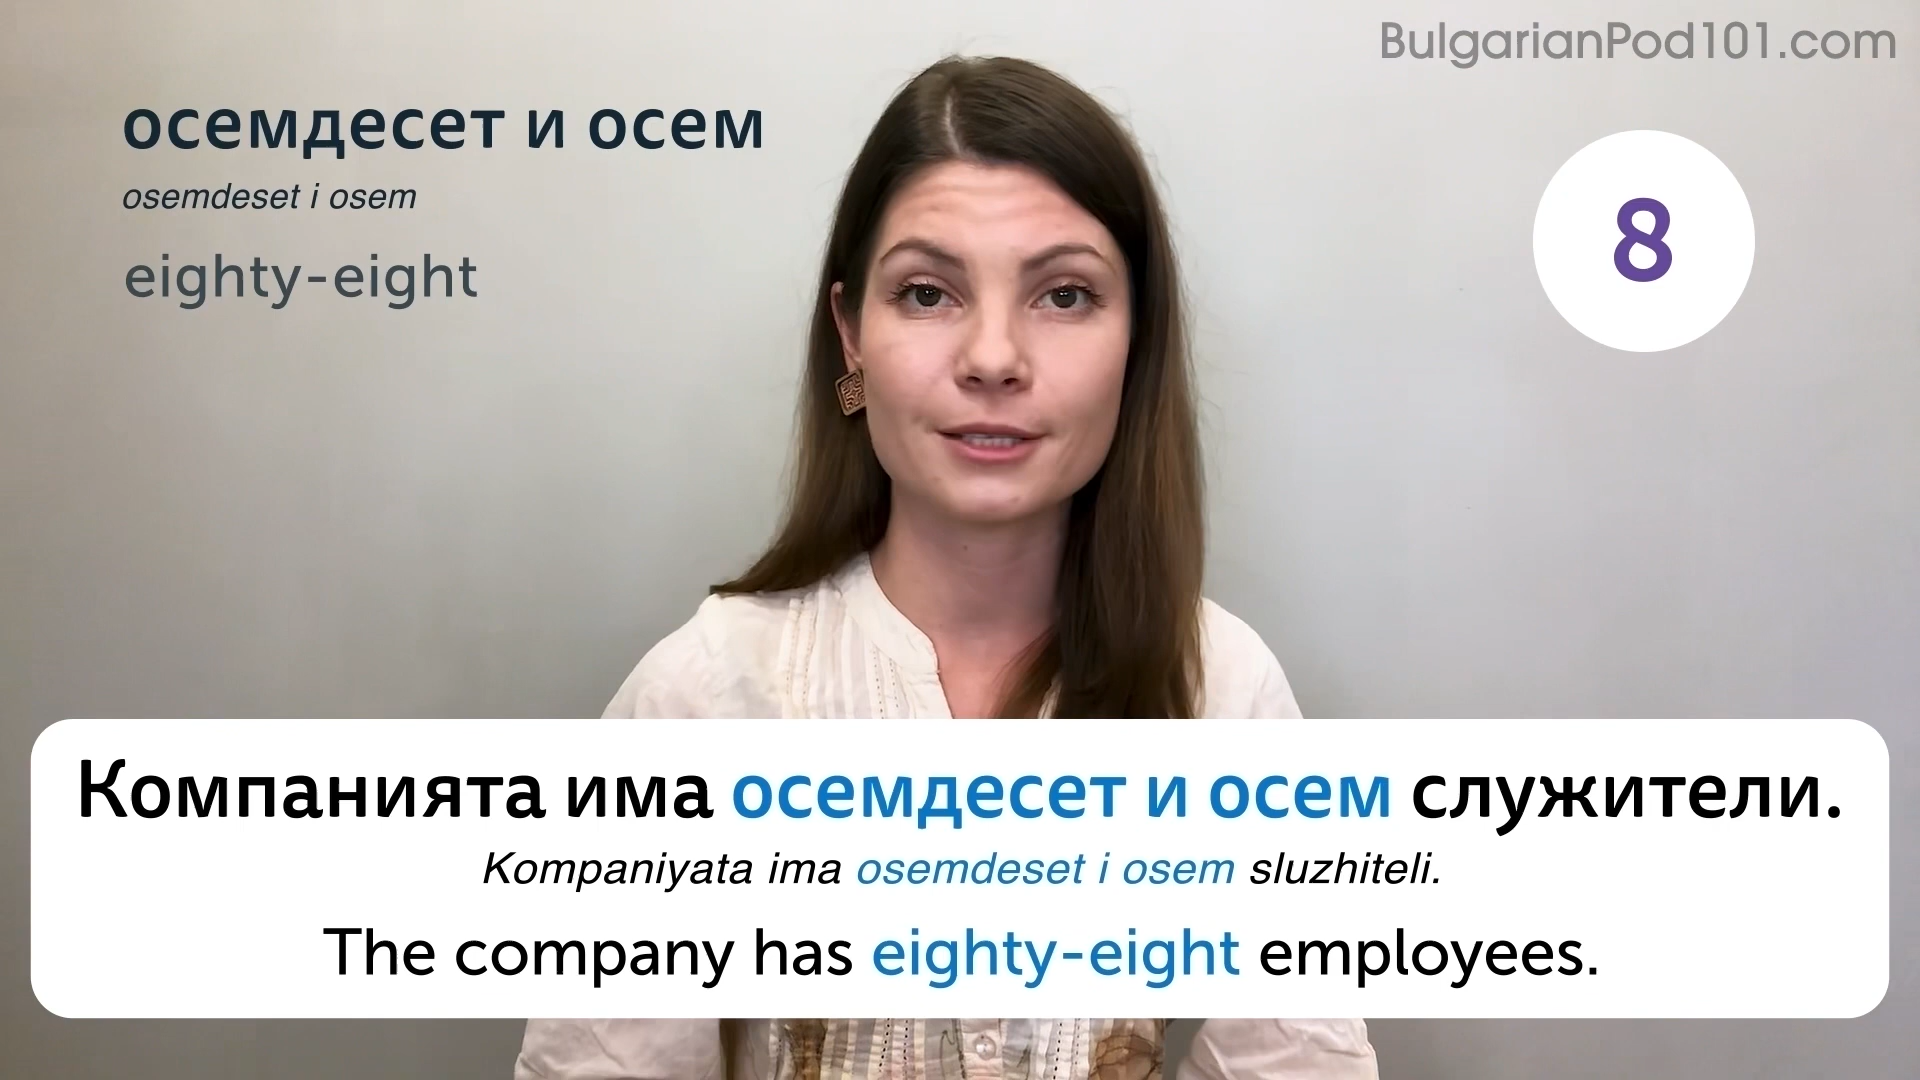 BulgarianPod101.com
осемдесет и осем
osemdeset i osem
eighty-eight
8
Компанията има осемдесет и осем служители.
Kompaniyata ima osemdeset i osem sluzhiteli.
The company has eighty-eight employees.